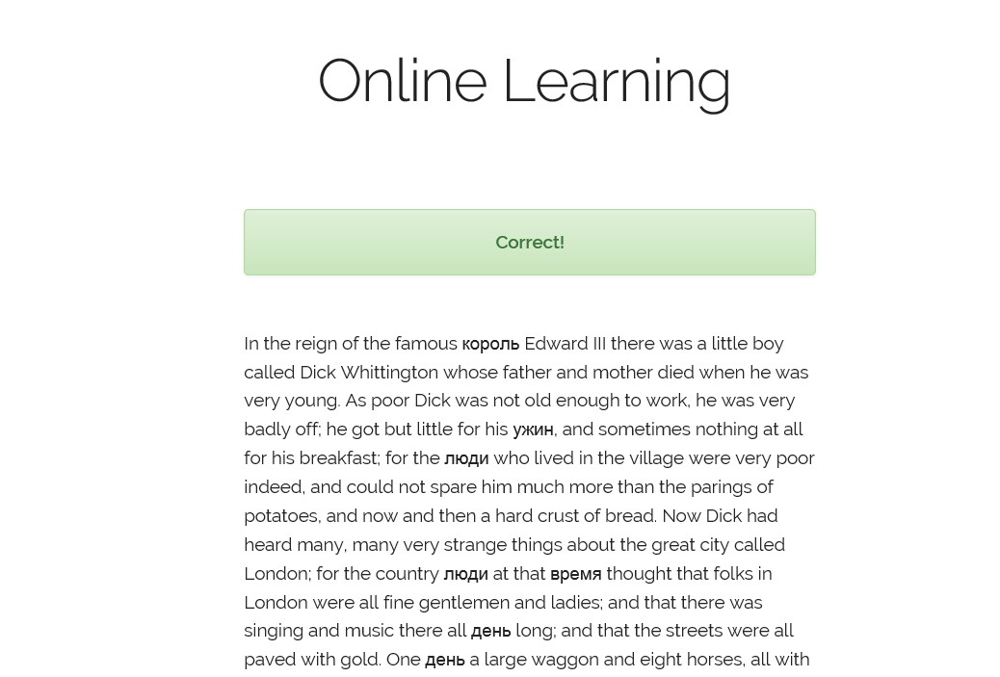 Online Learning
Correct!
In the reign of the famous король Edward III there was a little boy
called Dick Whittington whose father and mother died when he was
very young. As poor Dick was not old enough to work, he was very
badly off; he got but little for his ужин, and sometimes nothing at all
for his breakfast; for the люди who lived in the village were very poor
indeed, and could not spare him much more than the parings of
potatoes, and now and then a hard crust of bread. Now Dick had
heard many, many very strange things about the great city called
London; for the country люди at that время thought that folks in
London were all fine gentlemen and ladies; and that there was
singing and music there all день long; and that the streets were all
paved with gold. One день a large waggon and eight horses, all with